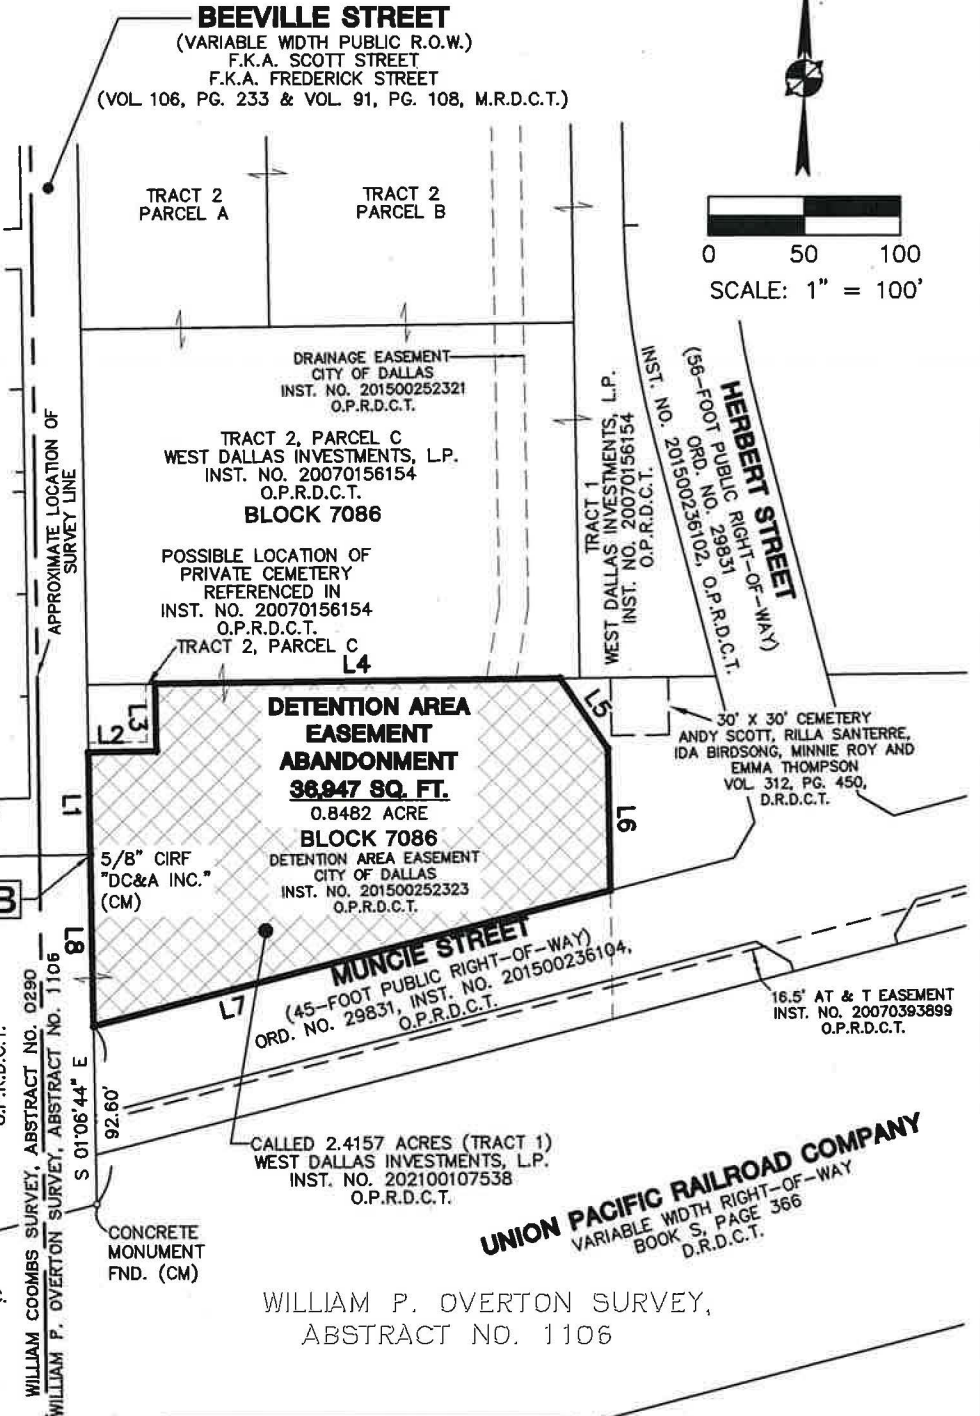 BEEVILLE STREET
(VARIABLE WIDTH PUBLIC R.O.W.)
F.K.A. SCOTT STREET
F.K.A. FREDERICK STREET
(VOL 106, PG. 233 & VOL. 91, PG. 108, M.R.D.C.T.)
TRACT 2
PARCEL A
TRACT 2
PARCEL B
0 50 100
SCALE: 1" = 100'
DRAINAGE EASEMENT
CITY OF DALLAS
INST. NO. 201500252321
O.P.R.D.C.T.
TRACT 2, PARCEL C
WEST DALLAS INVESTMENTS, L.P.
INST. NO. 20070156154
O.P.R.D.C.T.
BLOCK 7086
APPROXIMATE LOCATION OF
SURVEY LINE
TRACT 1
WEST DALLAS INVESTMENTS, L.P.
INST. NO. 20070156154
O.P.R.D.C.T.
HERBERT STREET
(56-FOOT PUBLIC RIGHT-OF-WAY)
ORD. NO. 29831
INST. NO. 201500236102, O.P.R.D.C.T.
POSSIBLE LOCATION OF
PRIVATE CEMETERY
REFERENCED IN
INST. NO. 20070156154
O.P.R.D.C.T.
TRACT 2, PARCEL C
L4
L3
L2
L5
L1
L6
DETENTION AREA
EASEMENT
ABANDONMENT
36,947 SQ. FT.
0.8482 ACRE
BLOCK 7086
DETENTION AREA EASEMENT
CITY OF DALLAS
INST. NO. 201500252323
O.P.R.D.C.T.
30' X 30' CEMETERY
ANDY SCOTT, RILLA SANTERRE,
IDA BIRDSONG, MINNIE ROY AND
EMMA THOMPSON
VOL. 312, PG. 450,
D.R.D.C.T.
5/8" CIRF
"DC&A INC."
(CM)
B
L8
L7
MUNCIE STREET
(45-FOOT PUBLIC RIGHT-OF-WAY)
ORD. NO. 29831, INST. NO. 201500236104,
O.P.R.D.C.T.
16.5' AT & T EASEMENT
INST. NO. 20070393899
O.P.R.D.C.T.
S 01°06'44" E
92.60'
CALLED 2.4157 ACRES (TRACT 1)
WEST DALLAS INVESTMENTS, L.P.
INST. NO. 202100107538
O.P.R.D.C.T.
UNION PACIFIC RAILROAD COMPANY
VARIABLE WIDTH RIGHT-OF-WAY
BOOK S, PAGE 366
D.R.D.C.T.
CONCRETE
MONUMENT
FND. (CM)
WILLIAM COOMBS SURVEY, ABSTRACT NO. 0290
WILLIAM P. OVERTON SURVEY, ABSTRACT NO. 1106
WILLIAM P. OVERTON SURVEY,
ABSTRACT NO. 1106